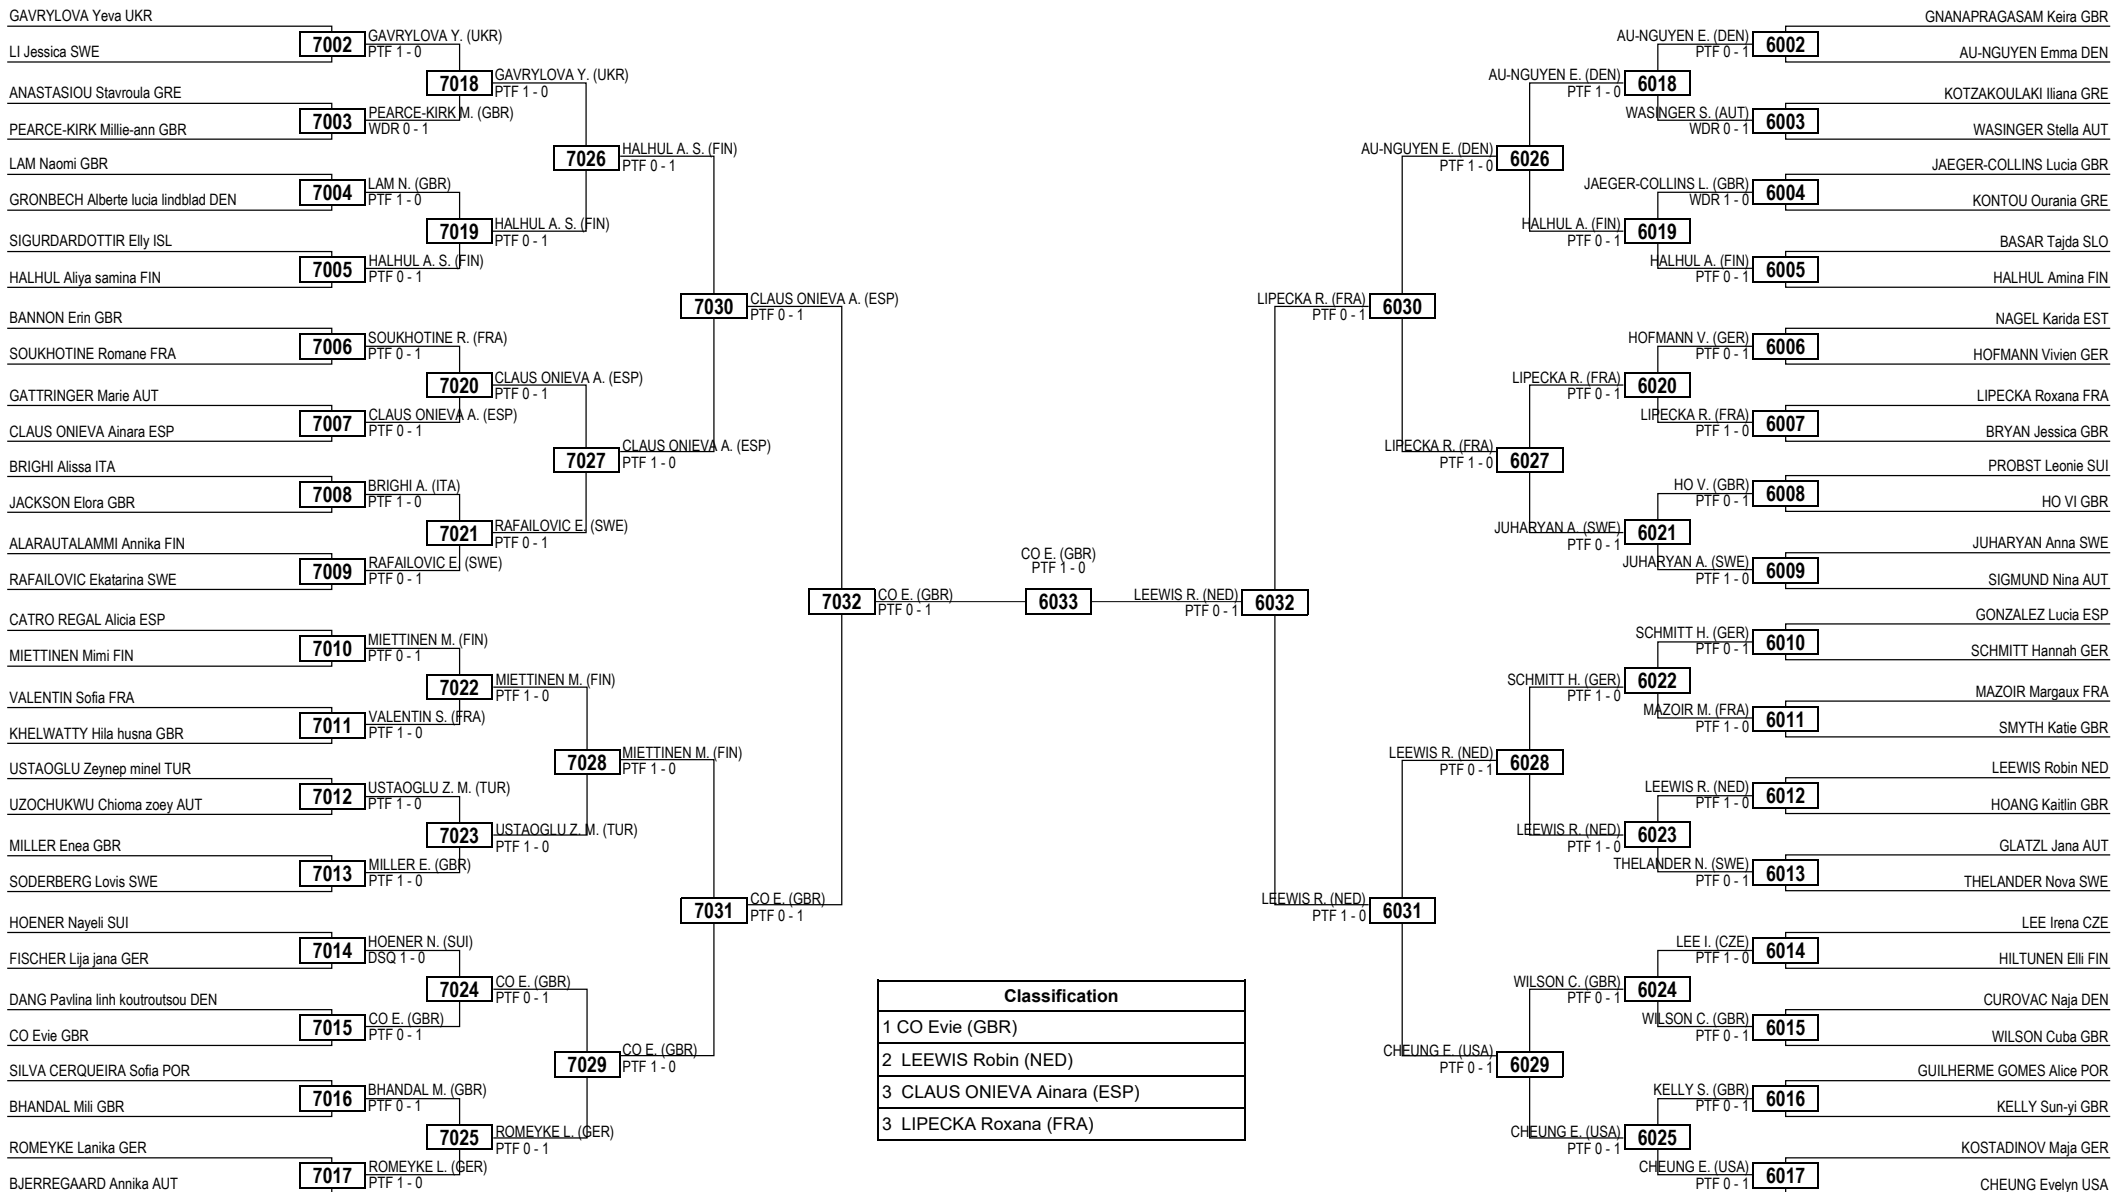 GAVRYLOVA Yeva UKR
7002
GAVRYLOVA Y. (UKR)
PTF 1 - 0
LI Jessica SWE
7018
GAVRYLOVA Y. (UKR)
PTF 1 - 0
ANASTASIOU Stavroula GRE
7003
PEARCE-KIRK M. (GBR)
WDR 0 - 1
PEARCE-KIRK Millie-ann GBR
7026
HALHUL A. S. (FIN)
PTF 0 - 1
LAM Naomi GBR
7004
LAM N. (GBR)
PTF 1 - 0
GRONBECH Alberte lucia lindblad DEN
7019
HALHUL A. S. (FIN)
PTF 0 - 1
SIGURDARDOTTIR Elly ISL
7005
HALHUL A. S. (FIN)
PTF 0 - 1
HALHUL Aliya samina FIN
7030
CLAUS ONIEVA A. (ESP)
PTF 0 - 1
BANNON Erin GBR
7006
SOUKHOTINE R. (FRA)
PTF 0 - 1
SOUKHOTINE Romane FRA
7020
CLAUS ONIEVA A. (ESP)
PTF 0 - 1
GATTRINGER Marie AUT
7007
CLAUS ONIEVA A. (ESP)
PTF 0 - 1
CLAUS ONIEVA Ainara ESP
7027
CLAUS ONIEVA A. (ESP)
PTF 1 - 0
BRIGHI Alissa ITA
7008
BRIGHI A. (ITA)
PTF 1 - 0
JACKSON Elora GBR
7021
RAFAILOVIC E. (SWE)
PTF 0 - 1
ALARAUTALAMMI Annika FIN
7009
RAFAILOVIC E. (SWE)
PTF 0 - 1
RAFAILOVIC Ekatarina SWE
7032
CO E. (GBR)
PTF 0 - 1
CATRO REGAL Alicia ESP
7010
MIETTINEN M. (FIN)
PTF 0 - 1
MIETTINEN Mimi FIN
7022
MIETTINEN M. (FIN)
PTF 1 - 0
VALENTIN Sofia FRA
7011
VALENTIN S. (FRA)
PTF 1 - 0
KHELWATTY Hila husna GBR
7028
MIETTINEN M. (FIN)
PTF 1 - 0
USTAOGLU Zeynep minel TUR
7012
USTAOGLU Z. M. (TUR)
PTF 1 - 0
UZOCHUKWU Chioma zoey AUT
7023
USTAOGLU Z. M. (TUR)
PTF 1 - 0
MILLER Enea GBR
7013
MILLER E. (GBR)
PTF 1 - 0
SODERBERG Lovis SWE
7031
CO E. (GBR)
PTF 0 - 1
HOENER Nayeli SUI
7014
HOENER N. (SUI)
DSQ 1 - 0
FISCHER Lija jana GER
7024
CO E. (GBR)
PTF 0 - 1
DANG Pavlina linh koutroutsou DEN
7015
CO E. (GBR)
PTF 0 - 1
CO Evie GBR
7029
CO E. (GBR)
PTF 1 - 0
SILVA CERQUEIRA Sofia POR
7016
BHANDAL M. (GBR)
PTF 0 - 1
BHANDAL Mili GBR
7025
ROMEYKE L. (GER)
PTF 0 - 1
ROMEYKE Lanika GER
7017
ROMEYKE L. (GER)
PTF 1 - 0
BJERREGAARD Annika AUT
CO E. (GBR)
PTF 1 - 0
6033
Classification
1 CO Evie (GBR)
2 LEEWIS Robin (NED)
3 CLAUS ONIEVA Ainara (ESP)
3 LIPECKA Roxana (FRA)
GNANAPRAGASAM Keira GBR
AU-NGUYEN E. (DEN)
PTF 0 - 1
6002
AU-NGUYEN Emma DEN
AU-NGUYEN E. (DEN)
PTF 1 - 0
6018
KOTZAKOULAKI Iliana GRE
WASINGER S. (AUT)
WDR 0 - 1
6003
WASINGER Stella AUT
AU-NGUYEN E. (DEN)
PTF 1 - 0
6026
JAEGER-COLLINS Lucia GBR
JAEGER-COLLINS L. (GBR)
WDR 1 - 0
6004
KONTOU Ourania GRE
HALHUL A. (FIN)
PTF 0 - 1
6019
BASAR Tajda SLO
HALHUL A. (FIN)
PTF 0 - 1
6005
HALHUL Amina FIN
LIPECKA R. (FRA)
PTF 0 - 1
6030
NAGEL Karida EST
HOFMANN V. (GER)
PTF 0 - 1
6006
HOFMANN Vivien GER
LIPECKA R. (FRA)
PTF 0 - 1
6020
LIPECKA Roxana FRA
LIPECKA R. (FRA)
PTF 1 - 0
6007
BRYAN Jessica GBR
LIPECKA R. (FRA)
PTF 1 - 0
6027
PROBST Leonie SUI
HO V. (GBR)
PTF 0 - 1
6008
HO VI GBR
JUHARYAN A. (SWE)
PTF 0 - 1
6021
JUHARYAN Anna SWE
JUHARYAN A. (SWE)
PTF 1 - 0
6009
SIGMUND Nina AUT
LEEWIS R. (NED)
PTF 0 - 1
6032
GONZALEZ Lucia ESP
SCHMITT H. (GER)
PTF 0 - 1
6010
SCHMITT Hannah GER
SCHMITT H. (GER)
PTF 1 - 0
6022
MAZOIR Margaux FRA
MAZOIR M. (FRA)
PTF 1 - 0
6011
SMYTH Katie GBR
LEEWIS R. (NED)
PTF 0 - 1
6028
LEEWIS Robin NED
LEEWIS R. (NED)
PTF 1 - 0
6012
HOANG Kaitlin GBR
LEEWIS R. (NED)
PTF 1 - 0
6023
GLATZL Jana AUT
THELANDER N. (SWE)
PTF 0 - 1
6013
THELANDER Nova SWE
LEEWIS R. (NED)
PTF 1 - 0
6031
LEE Irena CZE
LEE I. (CZE)
PTF 1 - 0
6014
HILTUNEN Elli FIN
WILSON C. (GBR)
PTF 0 - 1
6024
CUROVAC Naja DEN
WILSON C. (GBR)
PTF 0 - 1
6015
WILSON Cuba GBR
CHEUNG E. (USA)
PTF 0 - 1
6029
GUILHERME GOMES Alice POR
KELLY S. (GBR)
PTF 0 - 1
6016
KELLY Sun-yi GBR
CHEUNG E. (USA)
PTF 0 - 1
6025
KOSTADINOV Maja GER
CHEUNG E. (USA)
PTF 0 - 1
6017
CHEUNG Evelyn USA